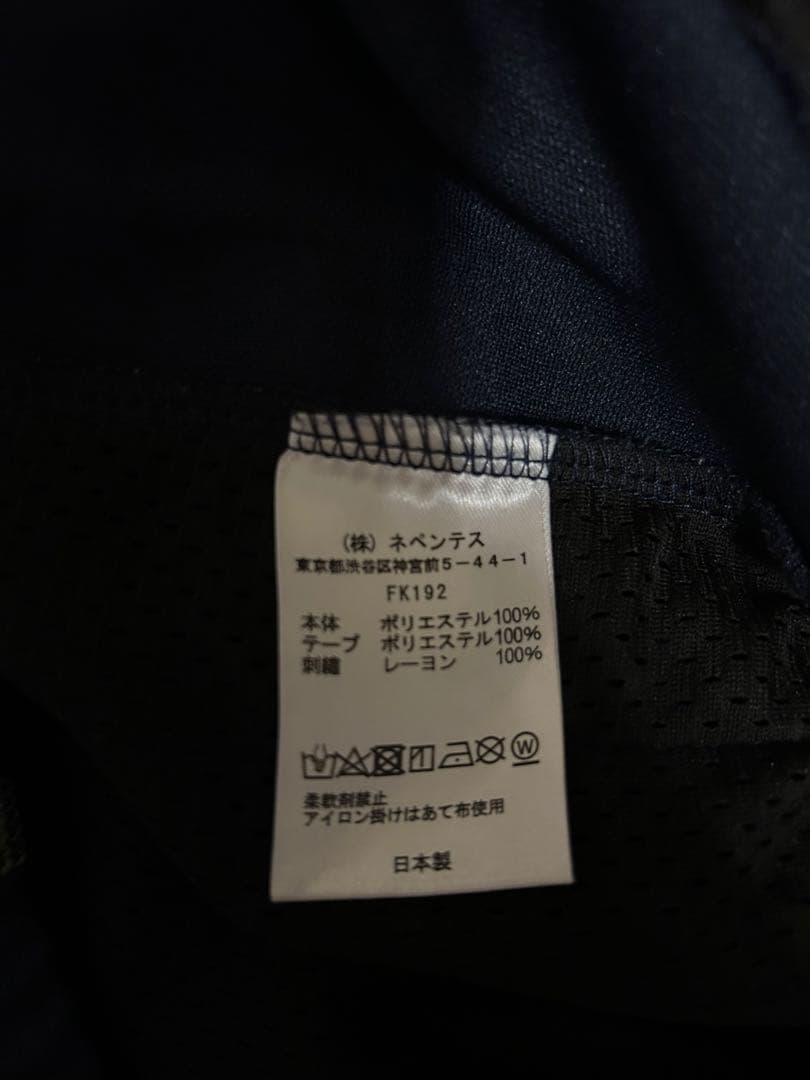 (株) ネペンテス
東京都渋谷区神宮前5-44-1
FK192
本体 ポリエステル100%
テープ ポリエステル100%
刺繍 レーヨン 100%
W
柔軟剤禁止
アイロン掛けはあて布使用
日本製